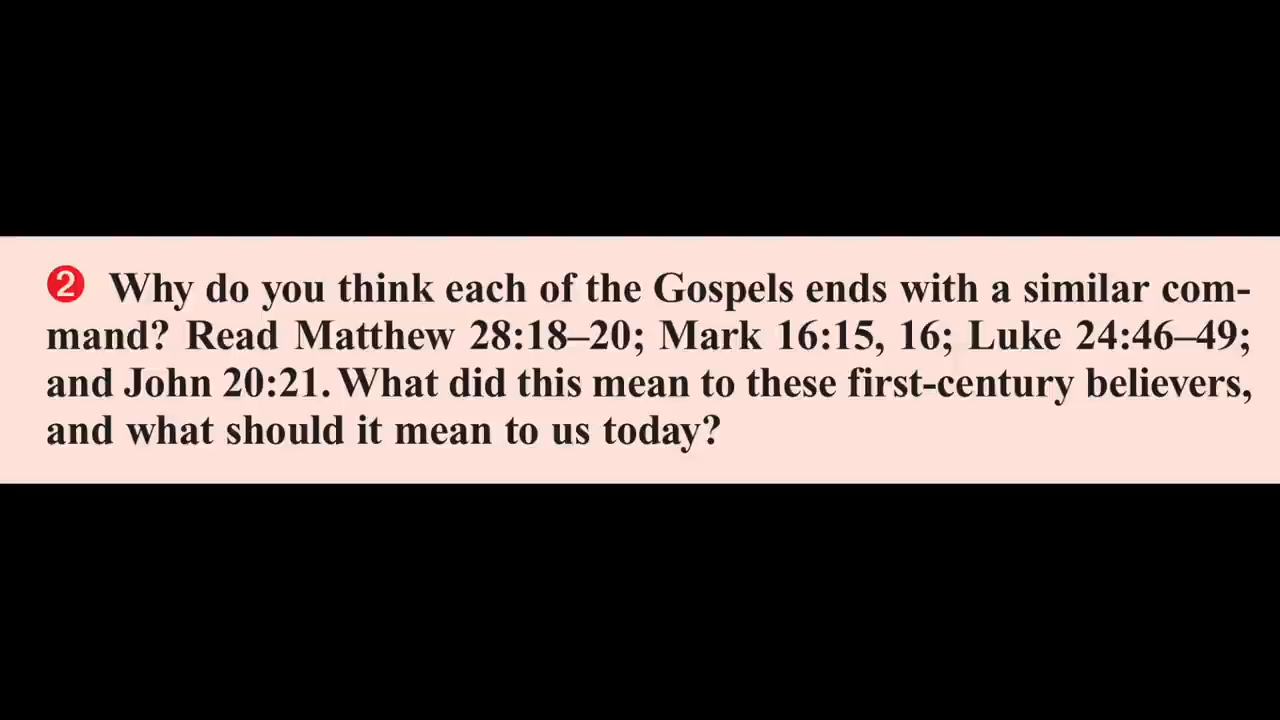 2 Why do you think each of the Gospels ends with a similar com-
mand? Read Matthew 28:18–20; Mark 16:15, 16; Luke 24:46–49;
and John 20:21. What did this mean to these first-century believers,
and what should it mean to us today?